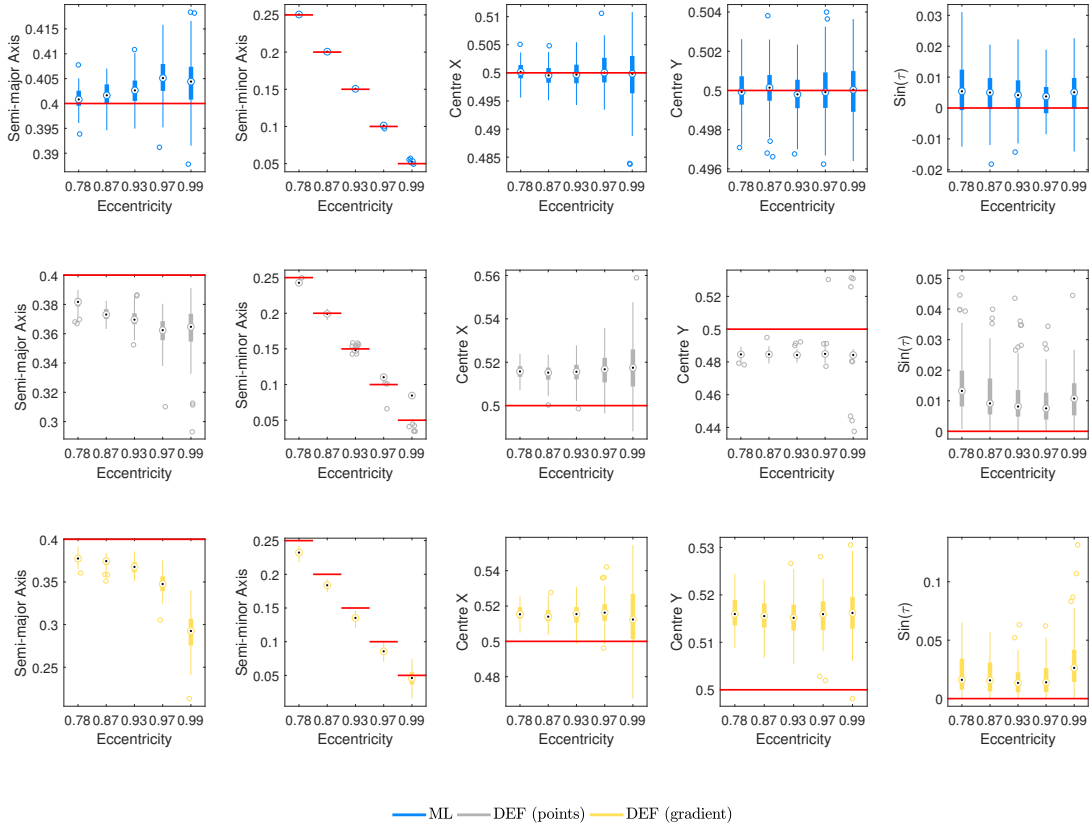 Semi-major Axis
0.415
0.41
0.405
0.4
0.395
0.39
0.78 0.87 0.93 0.97 0.99
Eccentricity
Semi-minor Axis
0.25
0.2
0.15
0.1
0.05
0.78 0.87 0.93 0.97 0.99
Eccentricity
Centre X
0.51
0.505
0.5
0.495
0.49
0.485
0.78 0.87 0.93 0.97 0.99
Eccentricity
Centre Y
0.504
0.502
0.5
0.498
0.496
0.78 0.87 0.93 0.97 0.99
Eccentricity
Sin(τ)
0.03
0.02
0.01
0
-0.01
-0.02
0.78 0.87 0.93 0.97 0.99
Eccentricity
Semi-major Axis
0.4
0.38
0.36
0.34
0.32
0.3
0.78 0.87 0.93 0.97 0.99
Eccentricity
Semi-minor Axis
0.25
0.2
0.15
0.1
0.05
0.78 0.87 0.93 0.97 0.99
Eccentricity
Centre X
0.56
0.54
0.52
0.5
0.78 0.87 0.93 0.97 0.99
Eccentricity
Centre Y
0.52
0.5
0.48
0.46
0.44
0.78 0.87 0.93 0.97 0.99
Eccentricity
Sin(τ)
0.05
0.04
0.03
0.02
0.01
0
0.78 0.87 0.93 0.97 0.99
Eccentricity
Semi-major Axis
0.4
0.35
0.3
0.25
0.78 0.87 0.93 0.97 0.99
Eccentricity
Semi-minor Axis
0.25
0.2
0.15
0.1
0.05
0.78 0.87 0.93 0.97 0.99
Eccentricity
Centre X
0.54
0.52
0.5
0.48
0.78 0.87 0.93 0.97 0.99
Eccentricity
Centre Y
0.53
0.52
0.51
0.5
0.78 0.87 0.93 0.97 0.99
Eccentricity
Sin(τ)
0.1
0.05
0
0.78 0.87 0.93 0.97 0.99
Eccentricity
ML DEF (points) DEF (gradient)